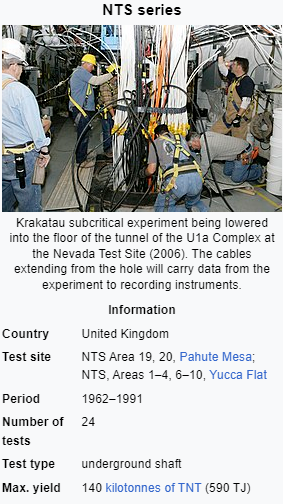 NTS series
Krakatau subcritical experiment being lowered
into the floor of the tunnel of the U1a Complex at
the Nevada Test Site (2006). The cables
extending from the hole will carry data from the
experiment to recording instruments.
Information
Country United Kingdom
Test site NTS Area 19, 20, Pahute Mesa;
NTS, Areas 1–4, 6–10, Yucca Flat
Period 1962–1991
Number of tests 24
Test type underground shaft
Max. yield 140 kilotonnes of TNT (590 TJ)